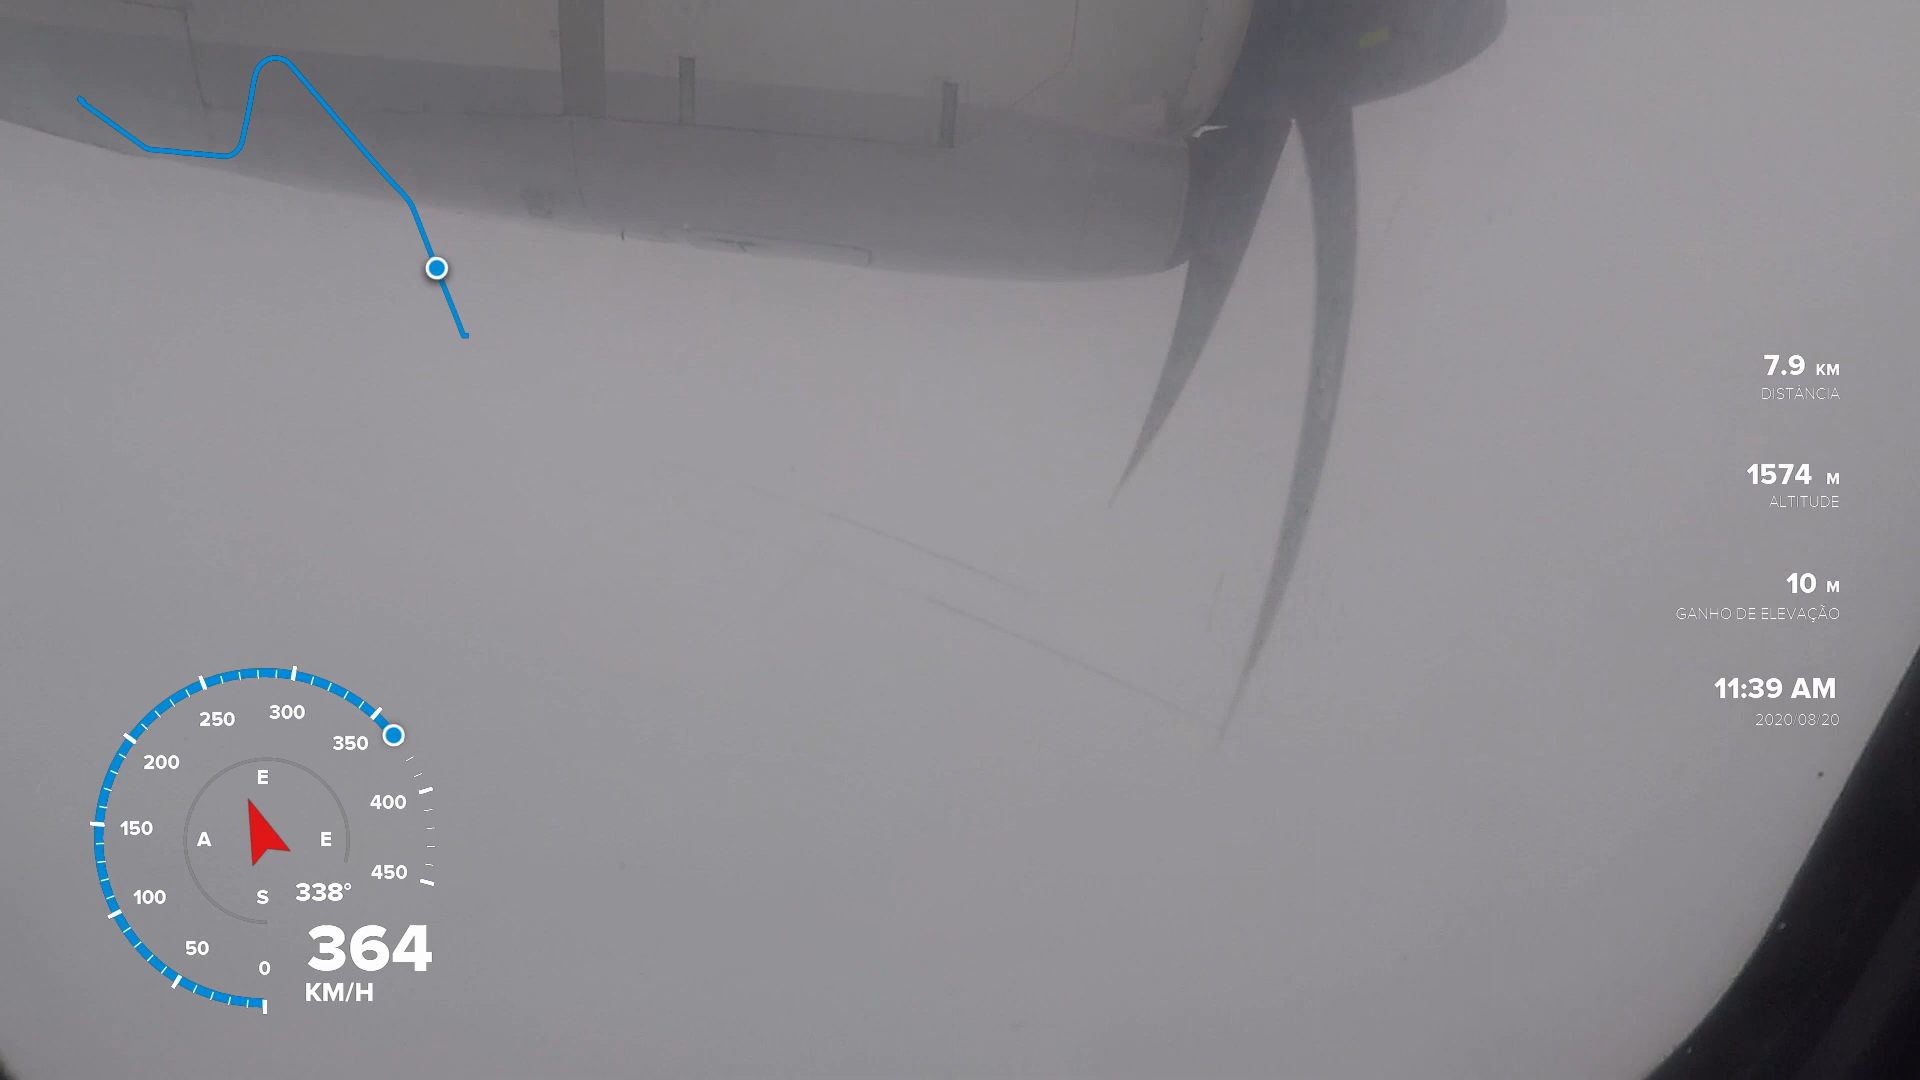 7.9 KM
DISTÂNCIA
1574 M
ALTITUDE
10 M
GANHO DE ELEVAÇÃO
11:39 AM
2020/08/20
250 300
200 350
E
150 A E 400
100 S 338° 450
50 0
364
KM/H